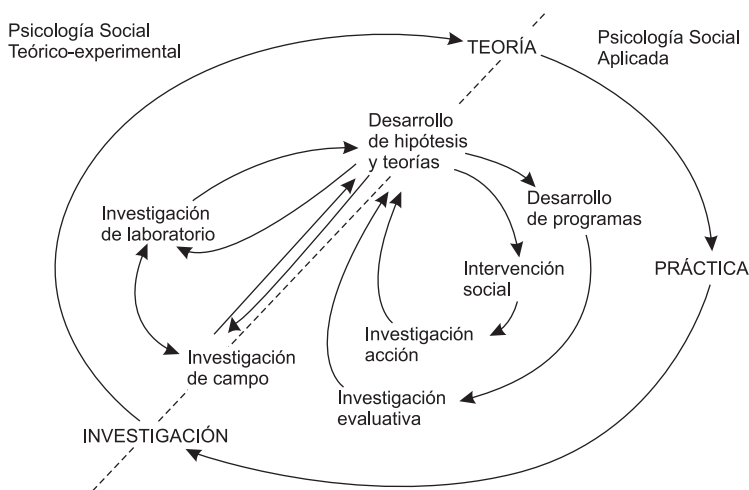 Psicología Social
Teórico-experimental
TEORÍA
Psicología Social
Aplicada
Desarrollo
de hipótesis
y teorías
Investigación
de laboratorio
Desarrollo
de programas
Intervención
social
PRÁCTICA
Investigación
acción
Investigación
de campo
Investigación
evaluativa
INVESTIGACIÓN